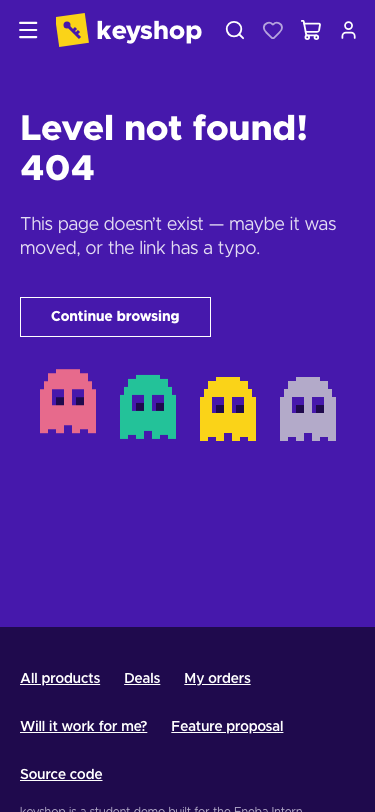 keyshop
Level not found!
404
This page doesn’t exist — maybe it was
moved, or the link has a typo.
Continue browsing
All products Deals My orders
Will it work for me? Feature proposal
Source code
keyshop is a student demo built for the Eneba Intern